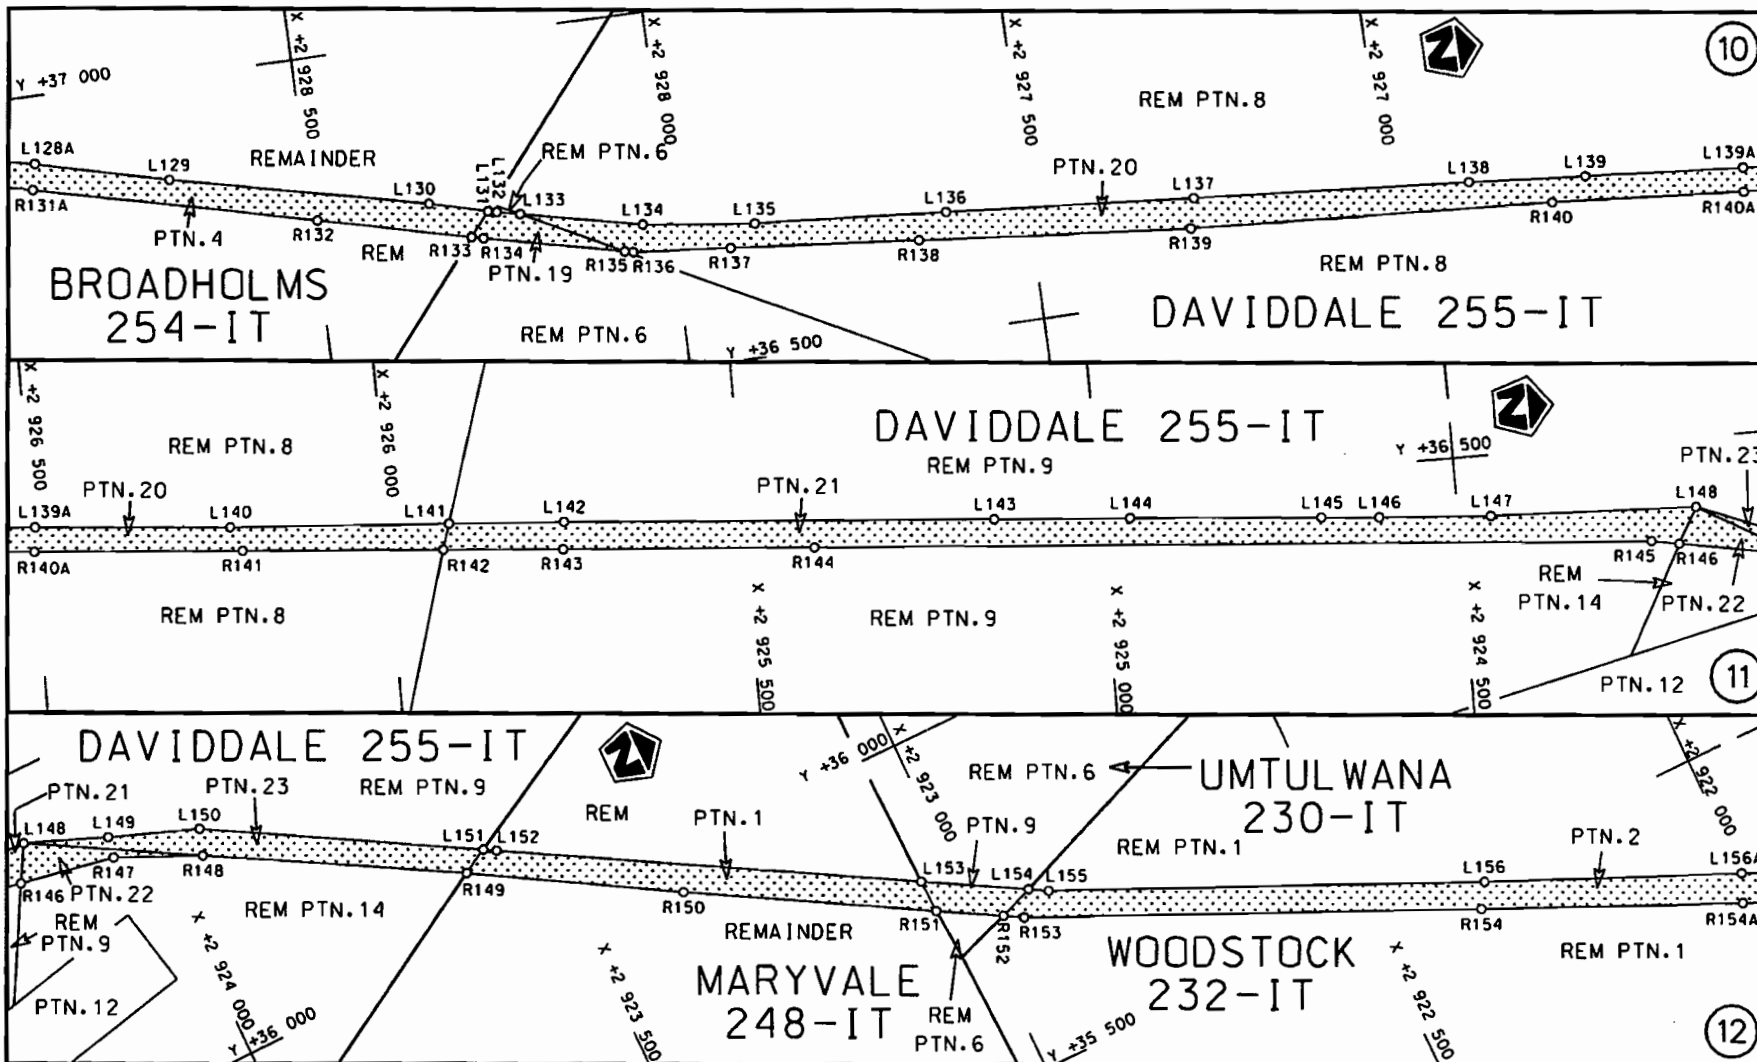 10
Y +37 000
X +2 928 500
X +2 928 000
X +2 927 500
X +2 927 000
N
REM PTN.8
L128A
L129
REMAINDER
L130
L131
L132
REM PTN.6
L133
L134
L135
L136
PTN.20
L137
L138
L139
L139A
R131A
PTN.4
R132
REM
R133
R134
PTN.19
R135
R136
R137
R138
R139
R140
R140A
BROADHOLMS
254-IT
REM PTN.6
Y +36 500
REM PTN.8
DAVIDDALE 255-IT
X +2 926 500
X +2 926 000
DAVIDDALE 255-IT
N
REM PTN.8
REM PTN.9
Y +36 500
PTN.23
PTN.20
PTN.21
L139A
L140
L141
L142
L143
L144
L145
L146
L147
L148
R140A
R141
R142
R143
R144
R145
R146
REM PTN.8
REM PTN.9
REM
PTN.14
PTN.22
X +2 925 500
X +2 925 000
X +2 924 500
PTN.12
11
DAVIDDALE 255-IT
N
Y +36 000
X +2 923 000
X +2 922 000
PTN.21
PTN.23
REM PTN.9
REM
REM PTN.6
UMTULWANA
230-IT
L148
L149
L150
L151
L152
PTN.1
L153
PTN.9
L154
L155
REM PTN.1
L156
PTN.2
L156A
R146
PTN.22
R147
R148
R149
R150
R151
R152
R153
R154
R154A
REM
PTN.9
REM PTN.14
REMAINDER
WOODSTOCK
232-IT
REM PTN.1
PTN.12
X +2 924 000
Y +36 000
X +2 923 500
MARYVALE
248-IT
REM
PTN.6
Y +35 500
X +2 922 500
12